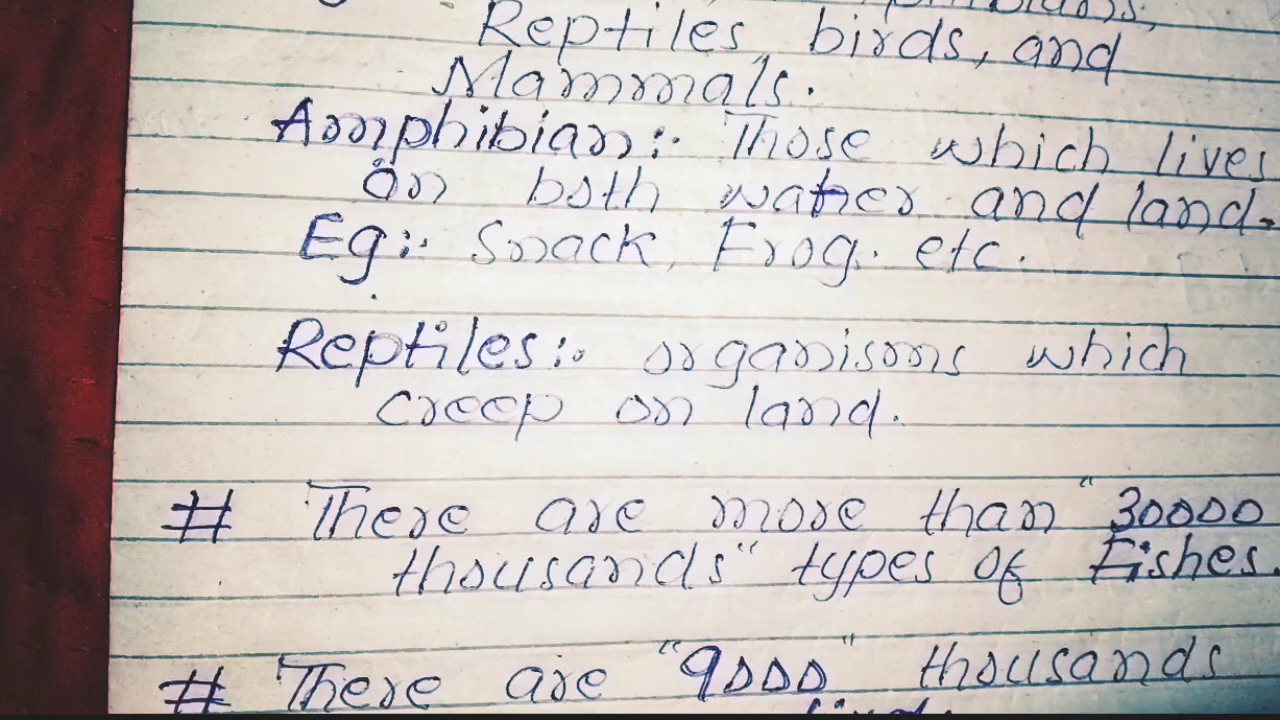 Reptiles, birds, and
Mammals.
Amphibian:- Those which lives
on both water and land.
Eg:- Snack, Frog. etc.
Reptiles:- organisoms which
creep on land.
# There are more than "30000
thousands" types of Fishes.
# There are "9000" thousands